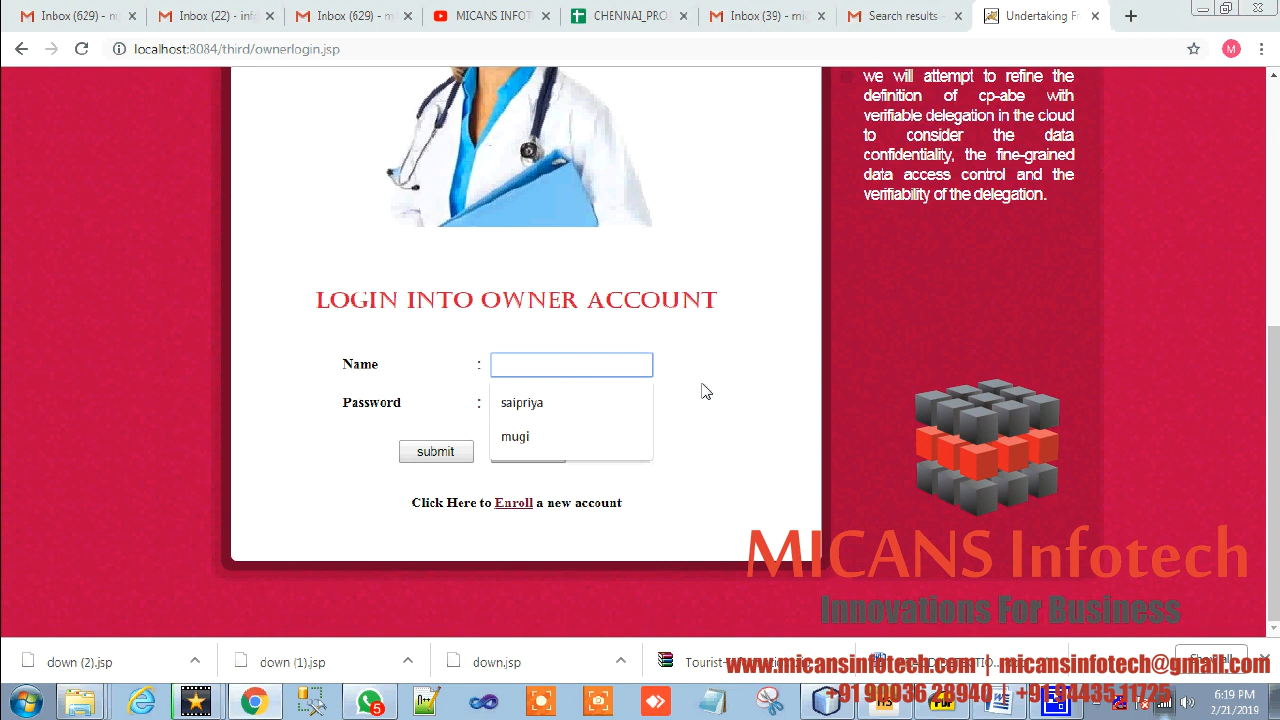 Inbox (629) - n
Inbox (22) - inf
Inbox (629) - m
MICANS INFOT
CHENNAI_PRO
Inbox (39) - mi
Search results -
Undertaking Fr
localhost:8084/third/ownerlogin.jsp
M
we will attempt to refine the
definition of cp-abe with
verifiable delegation in the cloud
to consider the data
confidentiality, the fine-grained
data access control and the
verifiability of the delegation.
LOGIN INTO OWNER ACCOUNT
Name :
Password :
saipriya
mugi
submit
Click Here to Enroll a new account
MICANS Infotech
Innovations For Business
down (2).jsp
down (1).jsp
down.jsp
www.micansinfotech.com | micansinfotech@gmail.com
+91 90036 28940 | +91 94435 11725
5
6:19 PM
2/21/2019